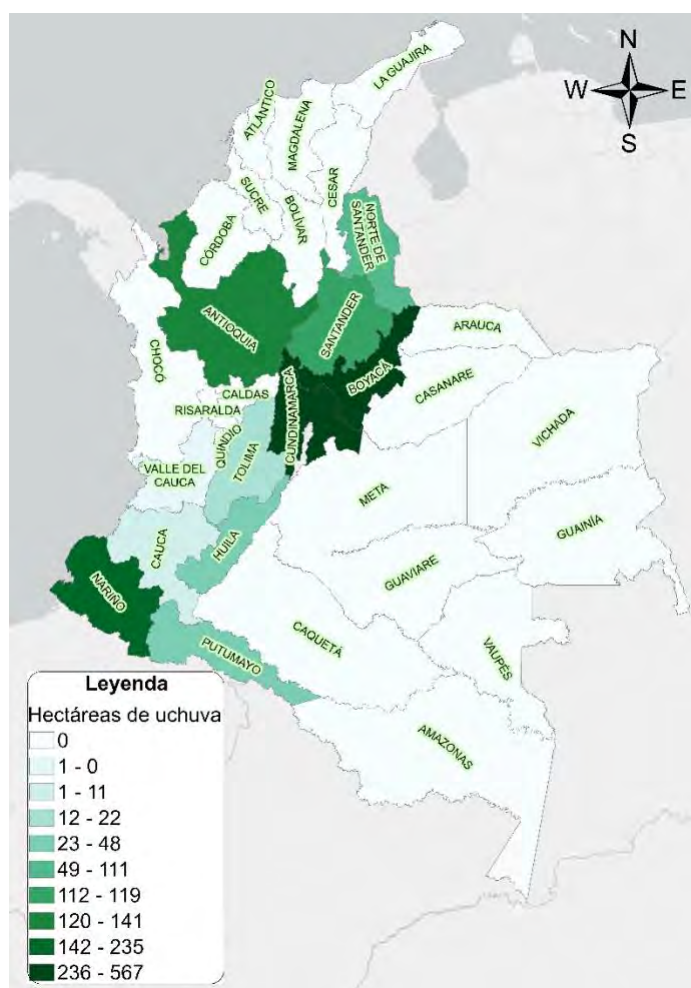 N
W E
S
LA GUAJIRA
ATLÁNTICO
MAGDALENA
CESAR
SUCRE
BOLÍVAR
CÓRDOBA
NORTE DE
SANTANDER
ANTIOQUIA
SANTANDER
ARAUCA
CHOCÓ
BOYACÁ
CASANARE
CALDAS
RISARALDA
CUNDINAMARCA
VICHADA
QUINDIO
TOLIMA
VALLE DEL
CAUCA
META
GUAINÍA
CAUCA
HUILA
GUAVIARE
NARIÑO
CAQUETÁ
VAUPÉS
PUTUMAYO
AMAZONAS
Leyenda
Hectáreas de uchuva
0
1 - 0
1 - 11
12 - 22
23 - 48
49 - 111
112 - 119
120 - 141
142 - 235
236 - 567